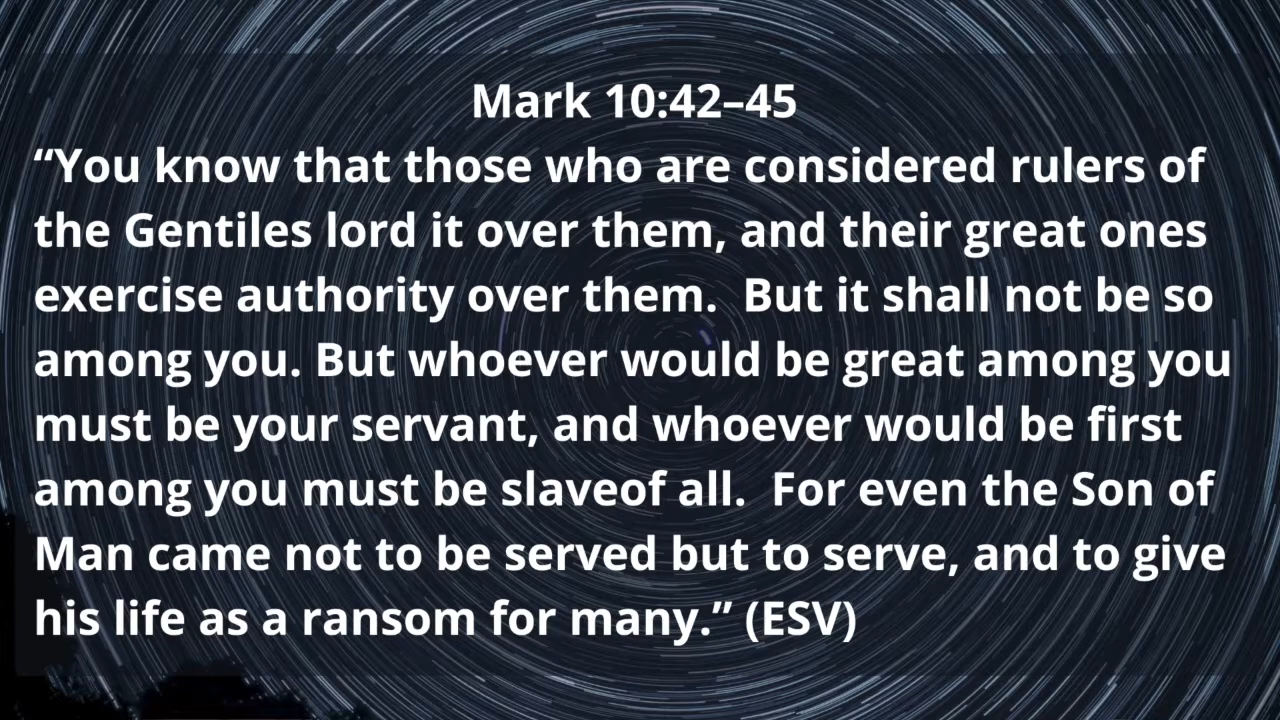 Mark 10:42–45
“You know that those who are considered rulers of
the Gentiles lord it over them, and their great ones
exercise authority over them.  But it shall not be so
among you. But whoever would be great among you
must be your servant, and whoever would be first
among you must be slaveof all.  For even the Son of
Man came not to be served but to serve, and to give
his life as a ransom for many.” (ESV)